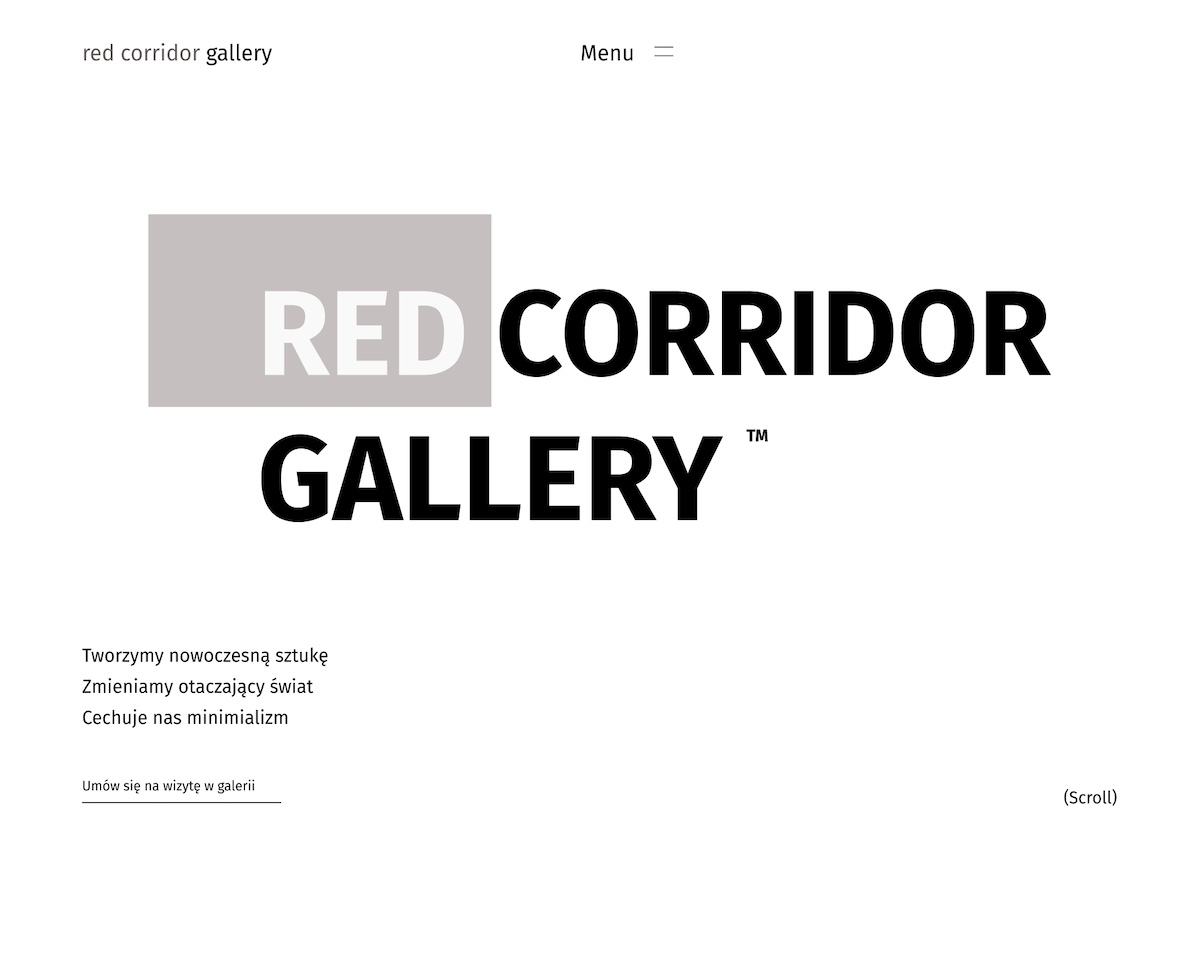 red corridor gallery
Menu
RED CORRIDOR
GALLERY ™
Tworzymy nowoczesną sztukę
Zmieniamy otaczający świat
Cechuje nas minimializm
Umów się na wizytę w galerii
(Scroll)